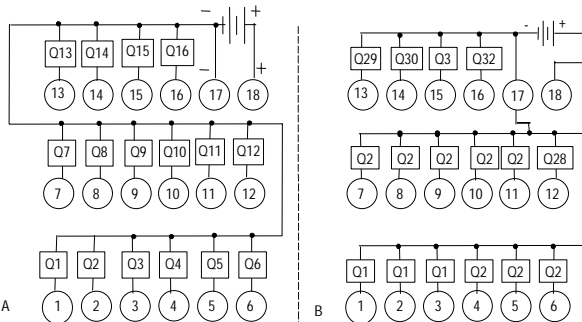 − + - +
Q13 Q14 Q15 Q16 Q29 Q30 Q3 Q32
− +
13 14 15 16 17 18 13 14 15 16 17 18
Q7 Q8 Q9 Q10 Q11 Q12 Q2 Q2 Q2 Q2 Q2 Q28
7 8 9 10 11 12 7 8 9 10 11 12
Q1 Q2 Q3 Q4 Q5 Q6 Q1 Q1 Q1 Q2 Q2 Q2
A 1 2 3 4 5 6 B 1 2 3 4 5 6